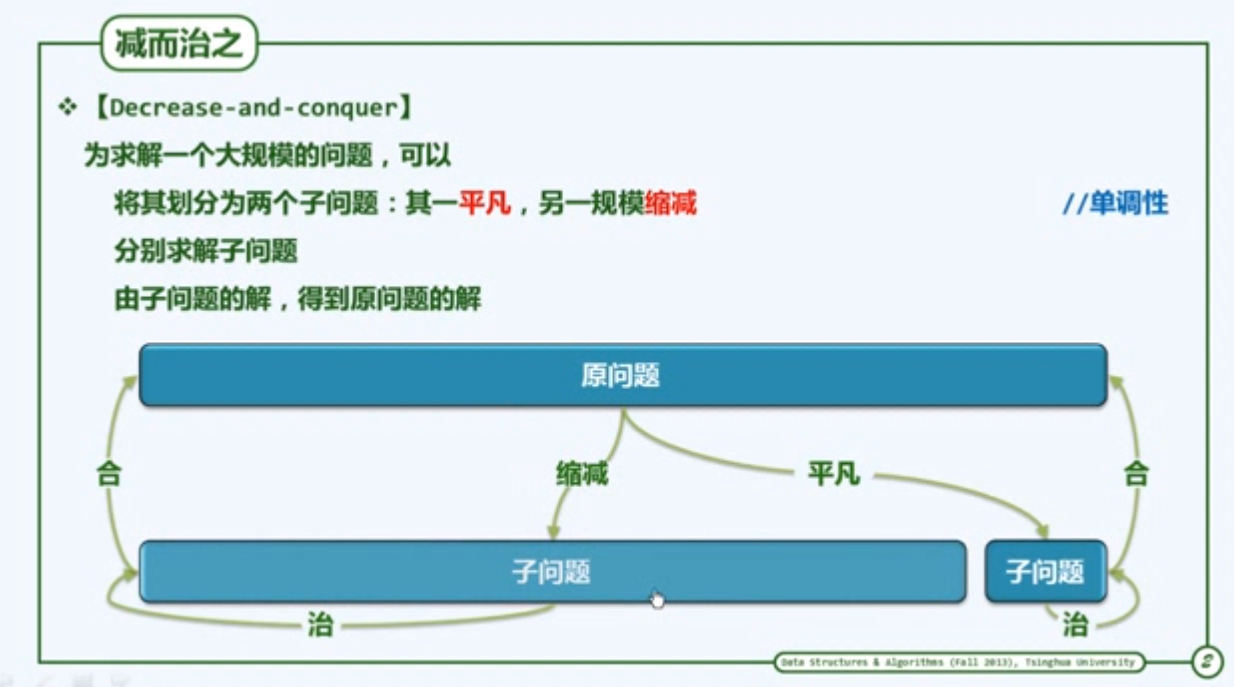 减而治之
❖【Decrease-and-conquer】
为求解一个大规模的问题，可以
将其划分为两个子问题：其一平凡，另一规模缩减 //单调性
分别求解子问题
由子问题的解，得到原问题的解
原问题
合 缩减 平凡 合
子问题 子问题
治 治
Data Structures & Algorithms (Fall 2013), Tsinghua University 2